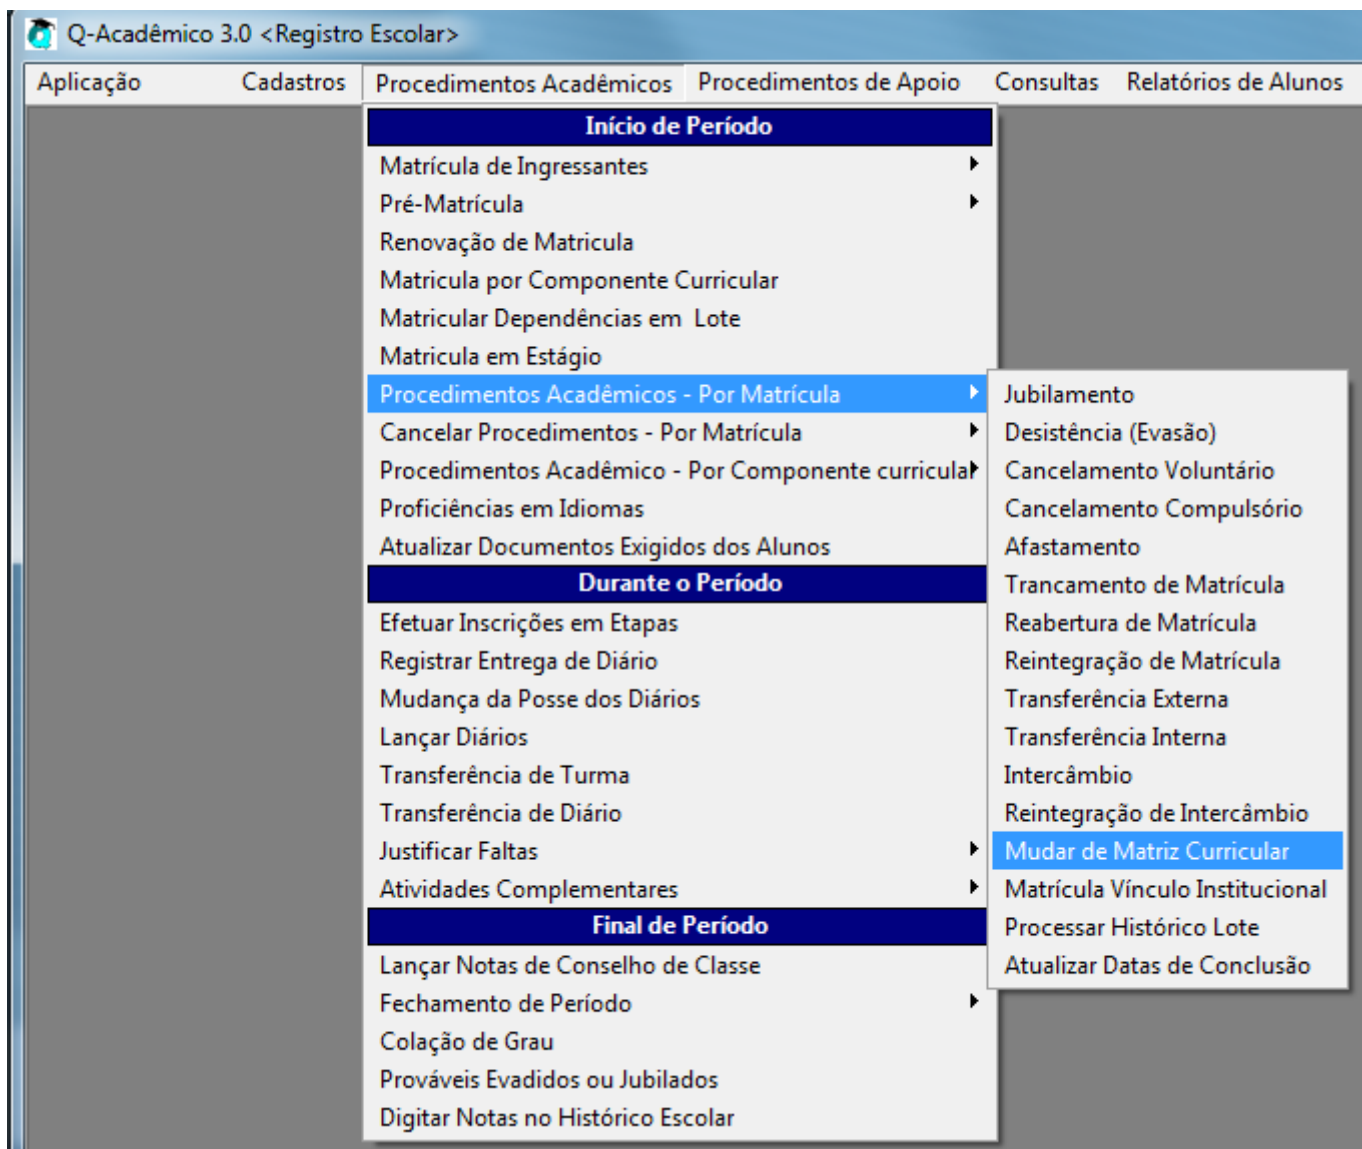 Q-Acadêmico 3.0 <Registro Escolar>
Aplicação Cadastros Procedimentos Acadêmicos Procedimentos de Apoio Consultas Relatórios de Alunos
Início de Período
Matrícula de Ingressantes
Pré-Matrícula
Renovação de Matricula
Matricula por Componente Curricular
Matricular Dependências em Lote
Matricula em Estágio
Procedimentos Acadêmicos - Por Matrícula
Cancelar Procedimentos - Por Matrícula
Procedimentos Acadêmico - Por Componente curricular
Proficiências em Idiomas
Atualizar Documentos Exigidos dos Alunos
Durante o Período
Efetuar Inscrições em Etapas
Registrar Entrega de Diário
Mudança da Posse dos Diários
Lançar Diários
Transferência de Turma
Transferência de Diário
Justificar Faltas
Atividades Complementares
Final de Período
Lançar Notas de Conselho de Classe
Fechamento de Período
Colação de Grau
Prováveis Evadidos ou Jubilados
Digitar Notas no Histórico Escolar
Jubilamento
Desistência (Evasão)
Cancelamento Voluntário
Cancelamento Compulsório
Afastamento
Trancamento de Matrícula
Reabertura de Matrícula
Reintegração de Matrícula
Transferência Externa
Transferência Interna
Intercâmbio
Reintegração de Intercâmbio
Mudar de Matriz Curricular
Matrícula Vínculo Institucional
Processar Histórico Lote
Atualizar Datas de Conclusão